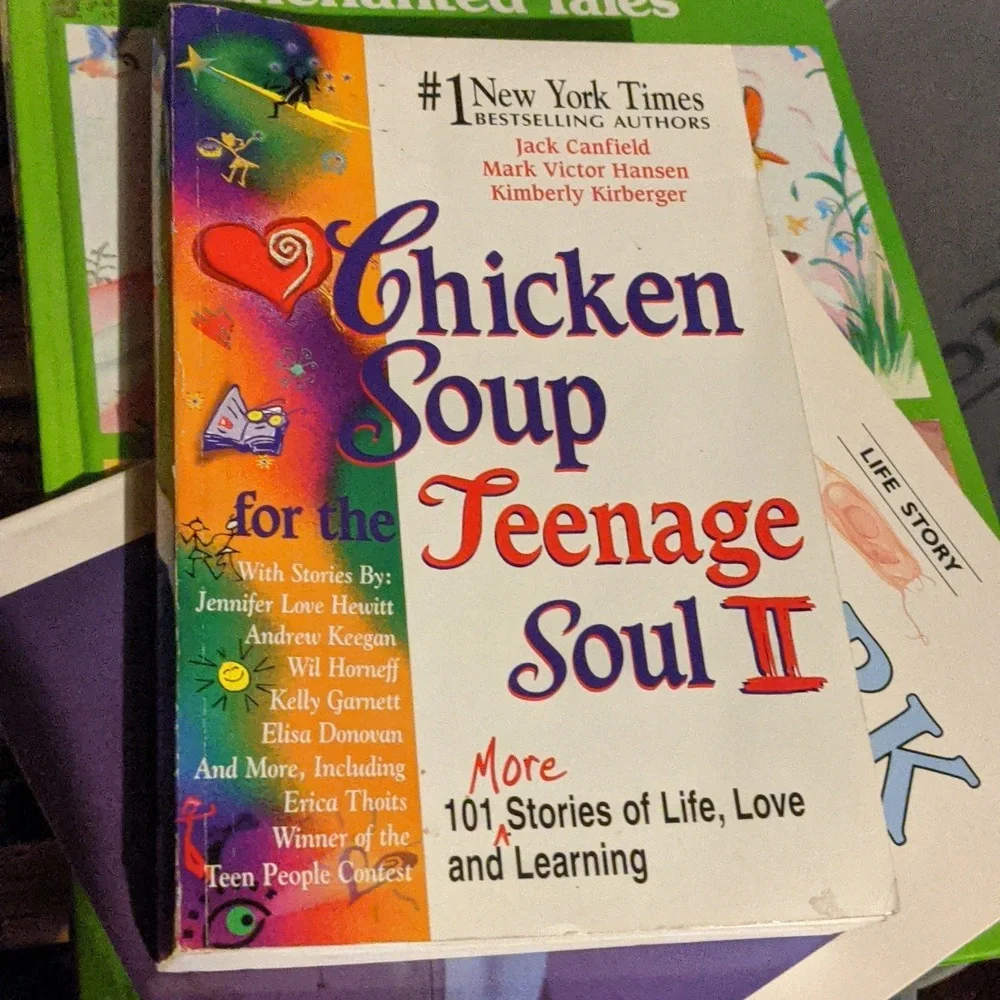 Tales
#1 New York Times
BESTSELLING AUTHORS
Jack Canfield
Mark Victor Hansen
Kimberly Kirberger
Chicken
Soup
for the Teenage
Soul II
With Stories By:
Jennifer Love Hewitt
Andrew Keegan
Wil Horneff
Kelly Garnett
Elisa Donovan
And More, Including
Erica Thoits
Winner of the
Teen People Contest
More
101 Stories of Life, Love
and Learning
LIFE STORY